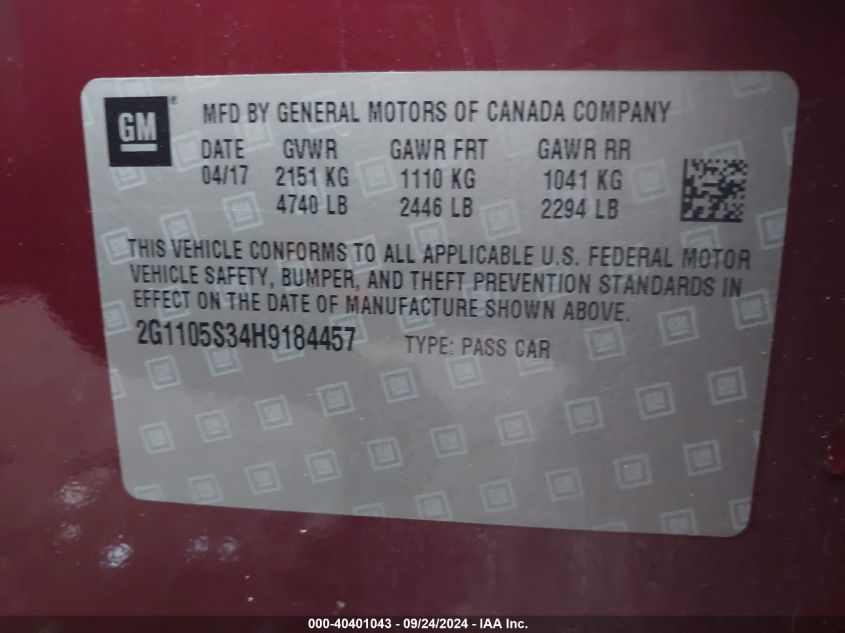 GM® MFD BY GENERAL MOTORS OF CANADA COMPANY
DATE GVWR GAWR FRT GAWR RR
04/17 2151 KG 1110 KG 1041 KG
4740 LB 2446 LB 2294 LB
THIS VEHICLE CONFORMS TO ALL APPLICABLE U.S. FEDERAL MOTOR
VEHICLE SAFETY, BUMPER, AND THEFT PREVENTION STANDARDS IN
EFFECT ON THE DATE OF MANUFACTURE SHOWN ABOVE.
2G1105S34H9184457 TYPE: PASS CAR
000-40401043 - 09/24/2024 - IAA Inc.